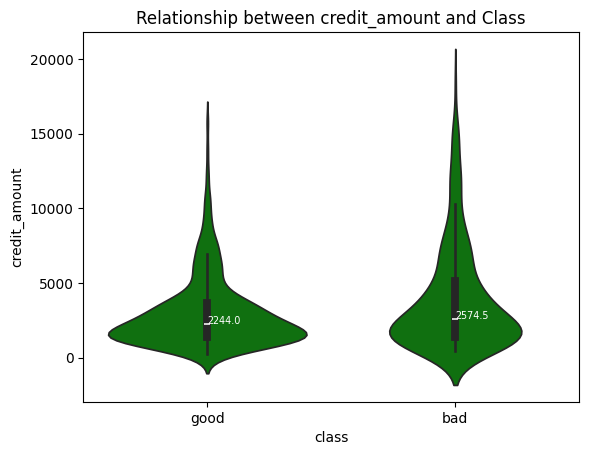 Relationship between credit_amount and Class
20000
15000
10000
5000
0
credit_amount
2244.0
2574.5
good
bad
class